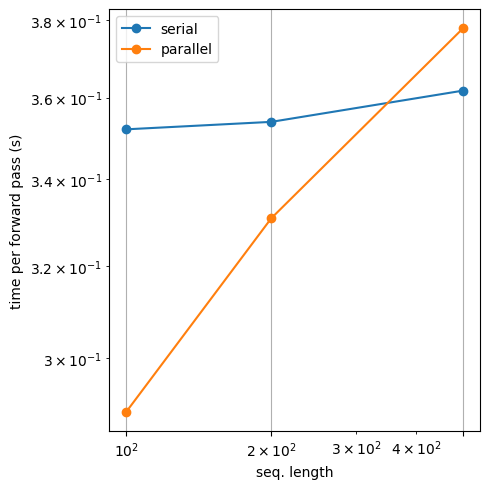 3.8 × 10⁻¹
3.6 × 10⁻¹
3.4 × 10⁻¹
3.2 × 10⁻¹
3 × 10⁻¹
time per forward pass (s)
serial
parallel
10² 2 × 10² 3 × 10² 4 × 10²
seq. length